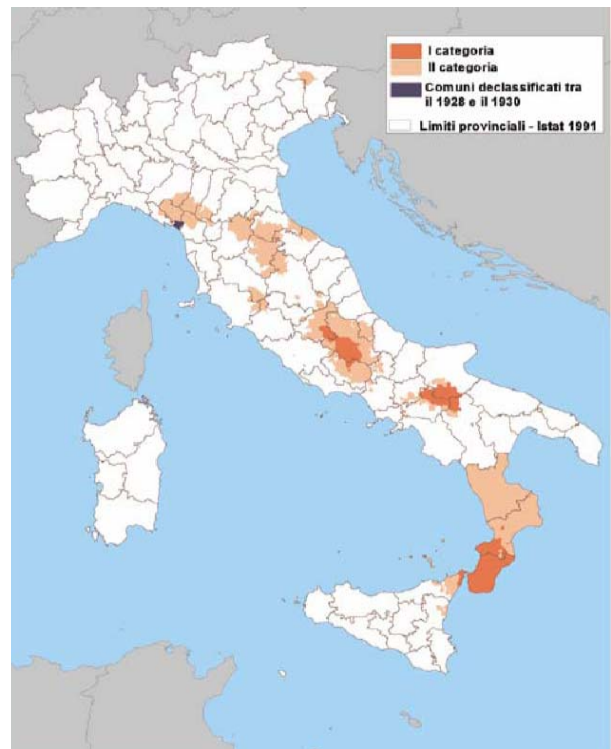 I categoria
II categoria
Comuni declassificati tra
il 1928 e il 1930
Limiti provinciali - Istat 1991